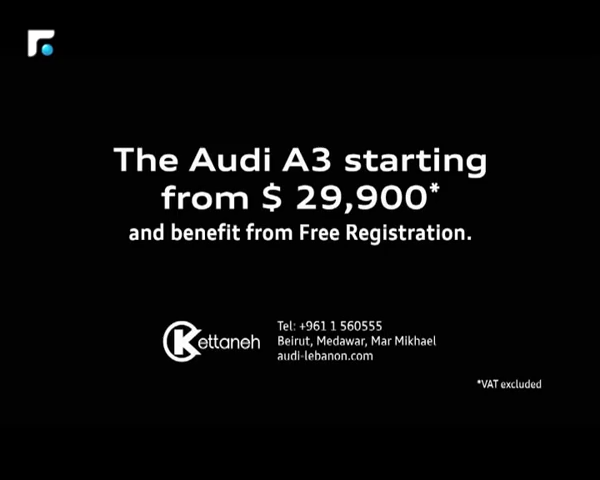 The Audi A3 starting
from $ 29,900*
and benefit from Free Registration.
Kettaneh
Tel: +961 1 560555
Beirut, Medawar, Mar Mikhael
audi-lebanon.com
*VAT excluded